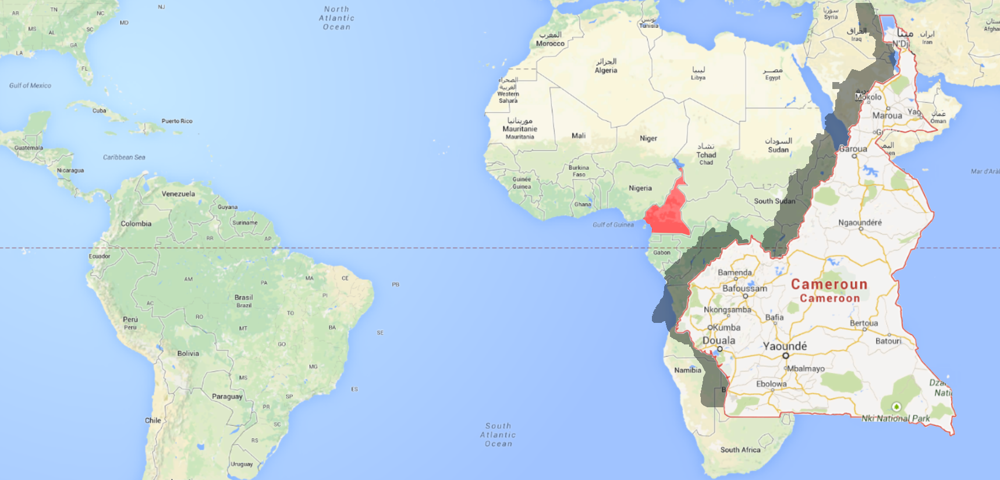 AR
TN
NC
NJ
MD
MS
AL
SC
GA
LA
FL
Gulf of Mexico
Cuba
Puerto Rico
Guatemala
Caribbean Sea
Nicaragua
North
Atlantic
Ocean
Venezuela
Guyana
Suriname
Colombia
RR
AP
Ecuador
AM
PA
MA
CE
PB
PI
Brasil
Brazil
AC
RO
TO
Perú
Peru
MT
BA
SE
GO
Bolivia
MG
MS
ES
SP
Paraguay
PR
SC
Chile
RS
Uruguay
South
Atlantic
Ocean
تونس
Tunisia
المغرب
Morocco
الجزائر
Algeria
ليبيا
Libya
مصر
Egypt
الصحراء
الغربية
Western
Sahara
موريتانيا
Mauritanie
Mauritania
Mali
Niger
تشاد
Tchad
Chad
السودان
Sudan
Burkina
Faso
Guinée
Guinea
Nigeria
Ghana
Gulf of Guinea
South Sudan
Gabon
Namibia
B
South Africa
سوريا
Syria
العراق
Iraq
ایران
Iran
N'Dj
Mokolo
Maroua
Yag
عمان
Oman
Garoua
Ngaoundéré
Bamenda
Bafoussam
Cameroun
Cameroon
Nkongsamba
Bafia
Bertoua
Kumba
Douala
Yaoundé
Batouri
Mbalmayo
Ebolowa
Nki National Park